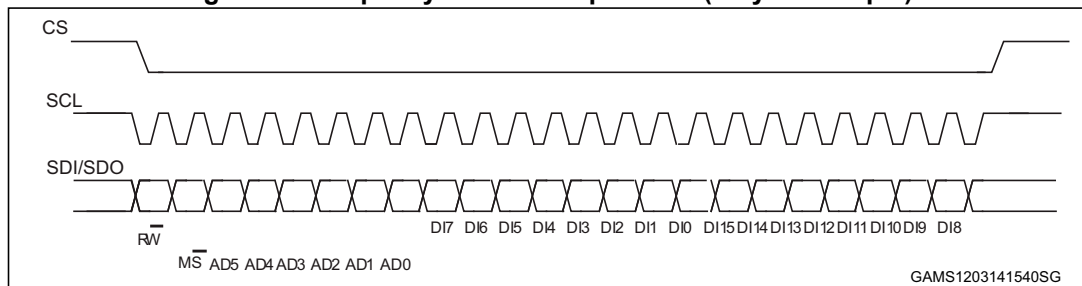 CS
SCL
SDI/SDO
RW DI7 DI6 DI5 DI4 DI3 DI2 DI1 DI0 DI15 DI14 DI13 DI12 DI11 DI10 DI9 DI8
MS AD5 AD4 AD3 AD2 AD1 AD0
GAMS1203141540SG